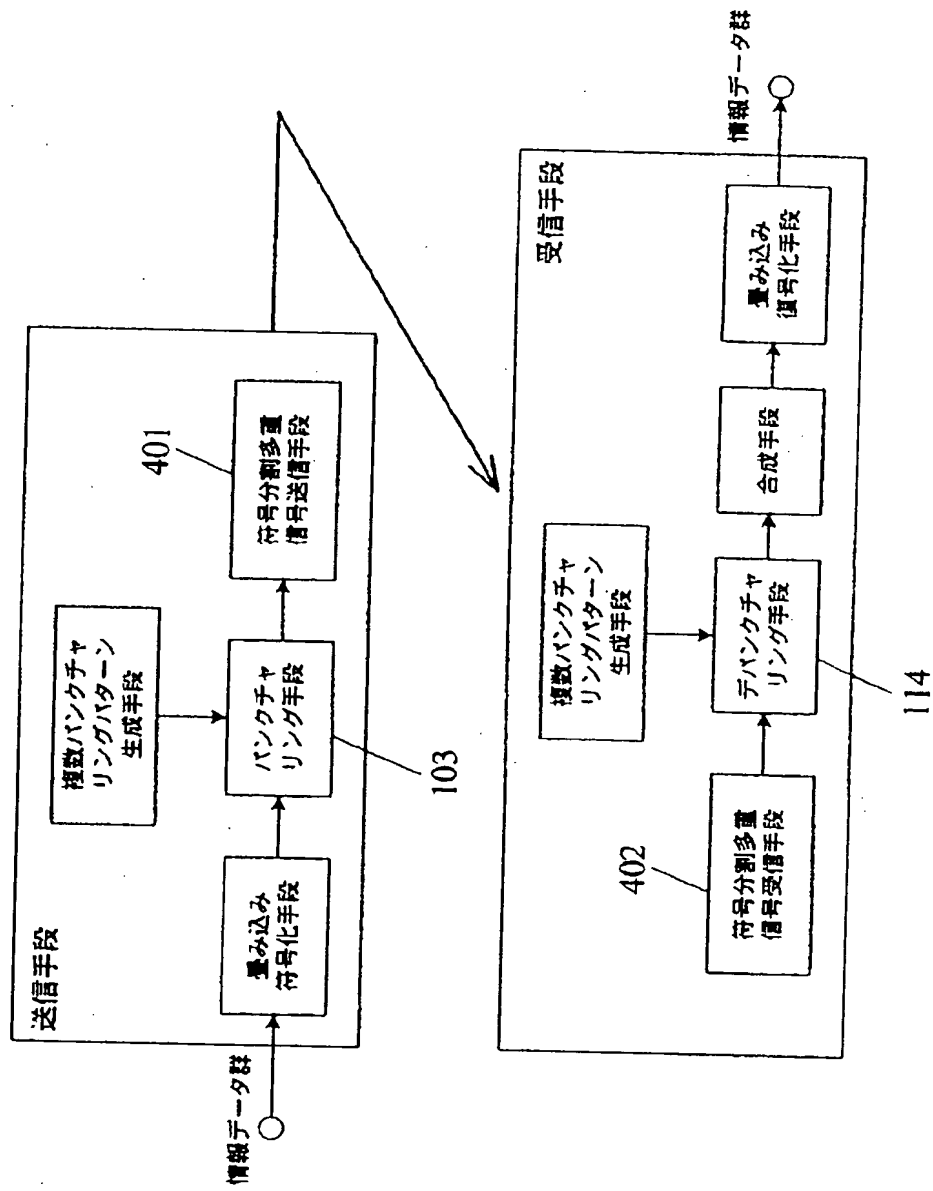 送信手段
情報データ群
畳み込み
符号化手段
複数パンクチャ
リングパターン
生成手段
パンクチャ
リング手段
103
符号分割多重
信号送信手段
401
受信手段
符号分割多重
信号受信手段
402
複数パンクチャ
リングパターン
生成手段
デパンクチャ
リング手段
114
合成手段
畳み込み
復号化手段
情報データ群